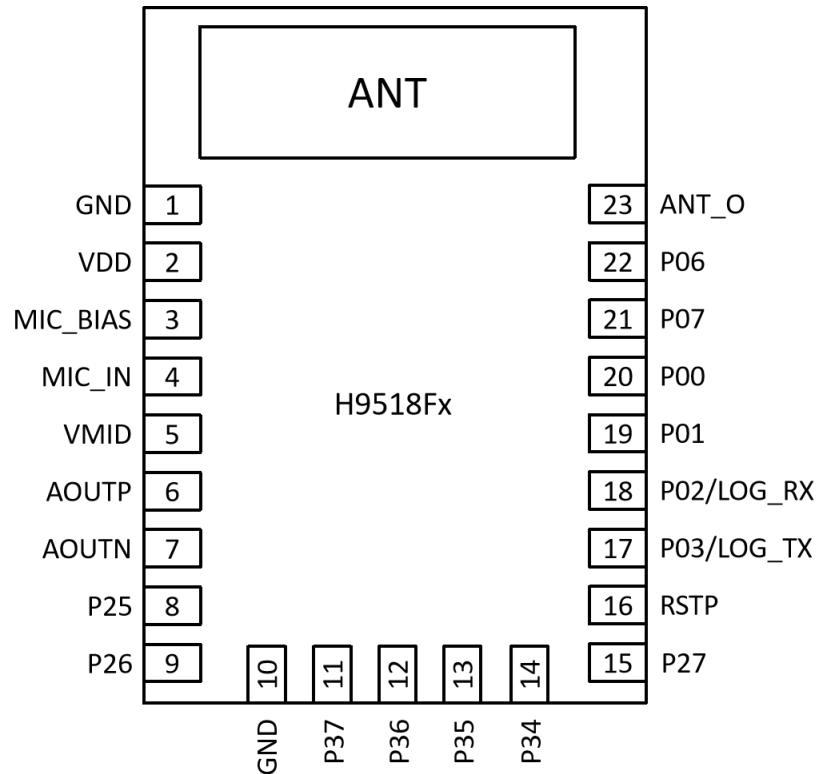 ANT
GND 1 23 ANT_O
VDD 2 22 P06
MIC_BIAS 3 21 P07
MIC_IN 4 20 P00
H9518Fx
VMID 5 19 P01
AOUTP 6 18 P02/LOG_RX
AOUTN 7 17 P03/LOG_TX
P25 8 16 RSTP
P26 9 15 P27
10 11 12 13 14
GND P37 P36 P35 P34